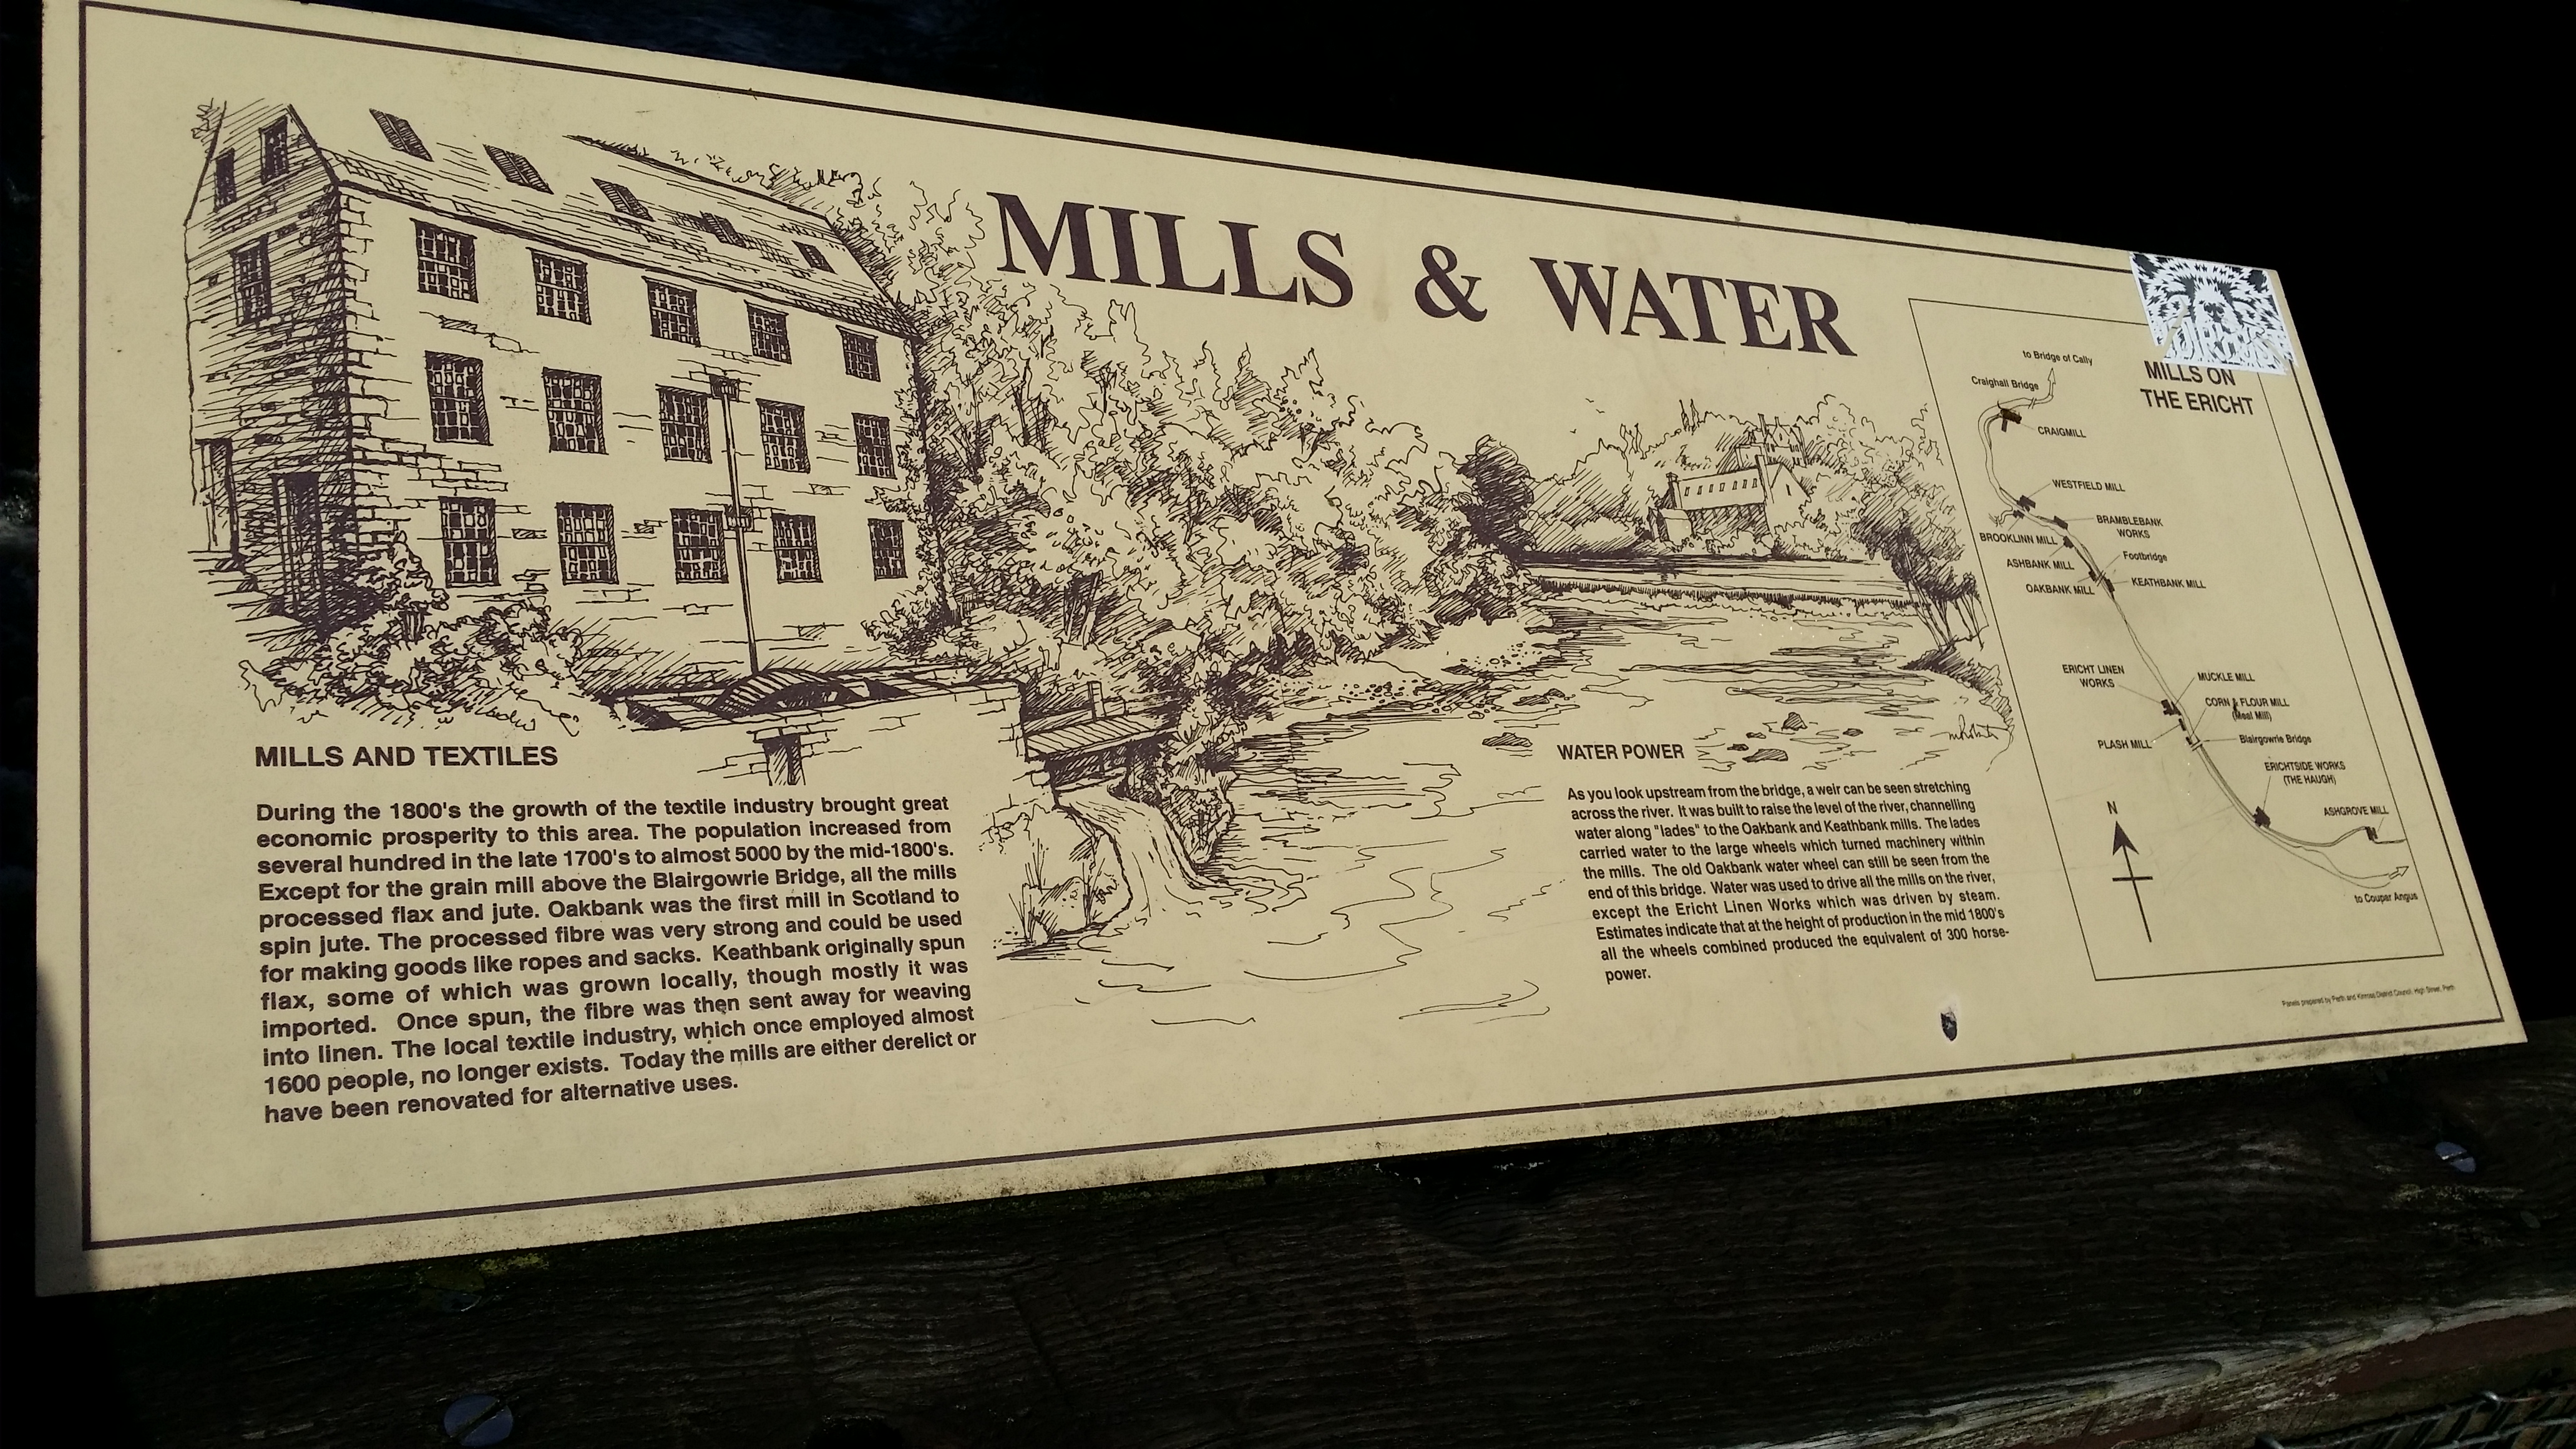 MILLS & WATER
MILLS AND TEXTILES
During the 1800's the growth of the textile industry brought great
economic prosperity to this area. The population increased from
several hundred in the late 1700's to almost 5000 by the mid-1800's.
Except for the grain mill above the Blairgowrie Bridge, all the mills
processed flax and jute. Oakbank was the first mill in Scotland to
spin jute. The processed fibre was very strong and could be used
for making goods like ropes and sacks. Keathbank originally spun
flax, some of which was grown locally, though mostly it was
imported. Once spun, the fibre was then sent away for weaving
into linen. The local textile industry, which once employed almost
1600 people, no longer exists. Today the mills are either derelict or
have been renovated for alternative uses.
WATER POWER
As you look upstream from the bridge, a weir can be seen stretching
across the river. It was built to raise the level of the river, channelling
water along "lades" to the Oakbank and Keathbank mills. The lades
carried water to the large wheels which turned machinery within
the mills. The old Oakbank water wheel can still be seen from the
end of this bridge. Water was used to drive all the mills on the river,
except the Ericht Linen Works which was driven by steam.
Estimates indicate that at the height of production in the mid 1800's
all the wheels combined produced the equivalent of 300 horse-
power.
MILLS ON
THE ERICHT
to Bridge of Cally
Craighall Bridge
CRAIGMILL
WESTFIELD MILL
BRAMBLEBANK
WORKS
BROOKLINN MILL
Footbridge
ASHBANK MILL
KEATHBANK MILL
OAKBANK MILL
ERICHT LINEN
WORKS
MUCKLE MILL
CORN & FLOUR MILL
(Meal Mill)
PLASH MILL
Blairgowrie Bridge
ERICHTSIDE WORKS
(THE HAUGH)
N
ASHGROVE MILL
to Coupar Angus
Panels prepared by Perth and Kinross District Council, High Street, Perth